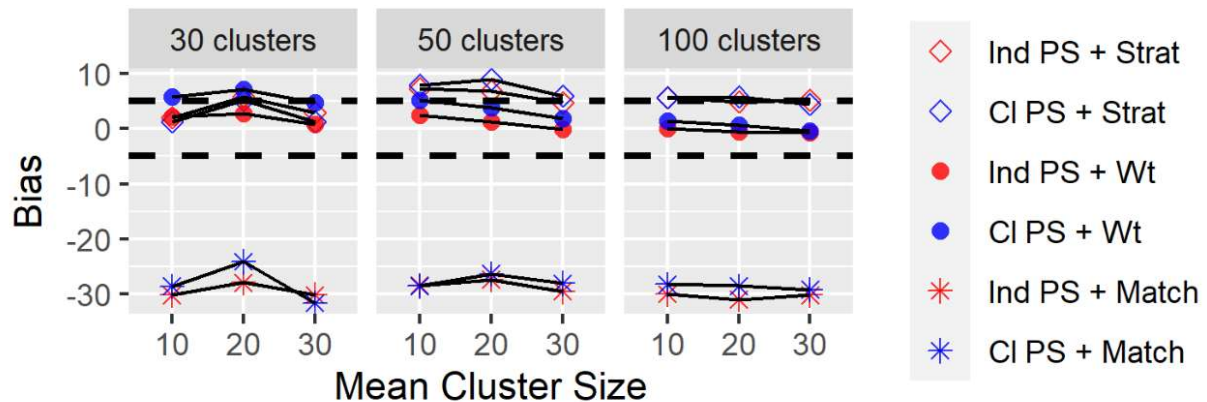 30 clusters
50 clusters
100 clusters
10
0
-10
-20
-30
Bias
10 20 30
10 20 30
10 20 30
Mean Cluster Size
Ind PS + Strat
Cl PS + Strat
Ind PS + Wt
Cl PS + Wt
Ind PS + Match
Cl PS + Match